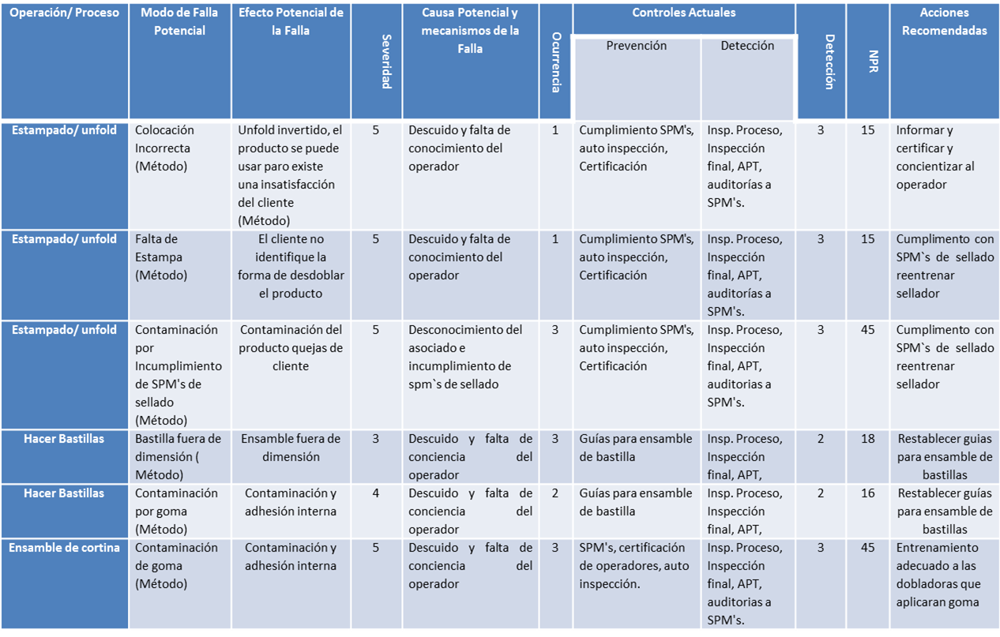 Operación/ Proceso
Modo de Falla
Potencial
Efecto Potencial de
la Falla
Severidad
Causa Potencial y
mecanismos de la
Falla
Ocurrencia
Controles Actuales
Prevención
Detección
Detección
NPR
Acciones
Recomendadas
Estampado/ unfold
Colocación
Incorrecta
(Método)
Unfold invertido, el
producto se puede
usar paro existe
una insatisfacción
del cliente
(Método)
5
Descuido y falta de
conocimiento del
operador
1
Cumplimiento SPM's,
auto inspección,
Certificación
Insp. Proceso,
Inspección
final, APT,
auditorías a
SPM's.
3
15
Informar y
certificar y
concientizar al
operador
Estampado/ unfold
Falta de
Estampa
(Método)
El cliente no
identifique la
forma de desdoblar
el producto
5
Descuido y falta de
conocimiento del
operador
1
Cumplimiento SPM's,
auto inspección,
Certificación
Insp. Proceso,
Inspección
final, APT,
auditorías a
SPM's.
3
15
Cumplimento con
SPM`s de sellado
reentrenar
sellador
Estampado/ unfold
Contaminación
por
Incumplimiento
de SPM's de
sellado
(Método)
Contaminación del
producto quejas de
cliente
5
Desconocimiento del
asociado e
incumplimiento de
spm`s de sellado
3
Cumplimiento SPM's,
auto inspección,
Certificación
Insp. Proceso,
Inspección
final, APT,
auditorias a
SPM's.
3
45
Cumplimento con
SPM`s de sellado
reentrenar
sellador
Hacer Bastillas
Bastilla fuera de
dimensión (
Método)
Ensamble fuera de
dimensión
3
Descuido y falta de
conciencia del
operador
3
Guías para ensamble
de bastilla
Insp. Proceso,
Inspección
final, APT,
2
18
Restablecer guias
para ensamble de
bastillas
Hacer Bastillas
Contaminación
por goma
(Método)
Contaminación y
adhesión interna
4
Descuido y falta de
conciencia del
operador
2
Guías para ensamble
de bastilla
Insp. Proceso,
Inspección
final, APT,
2
16
Restablecer guías
para ensamble de
bastillas
Ensamble de cortina
Contaminación
de goma
(Método)
Contaminación y
adhesión interna
5
Descuido y falta de
conciencia del
operador
3
SPM's, certificación
de operadores, auto
inspección.
Insp. Proceso,
Inspección
final, APT,
auditorias a
SPM's.
3
45
Entrenamiento
adecuado a las
dobladoras que
aplicaran goma